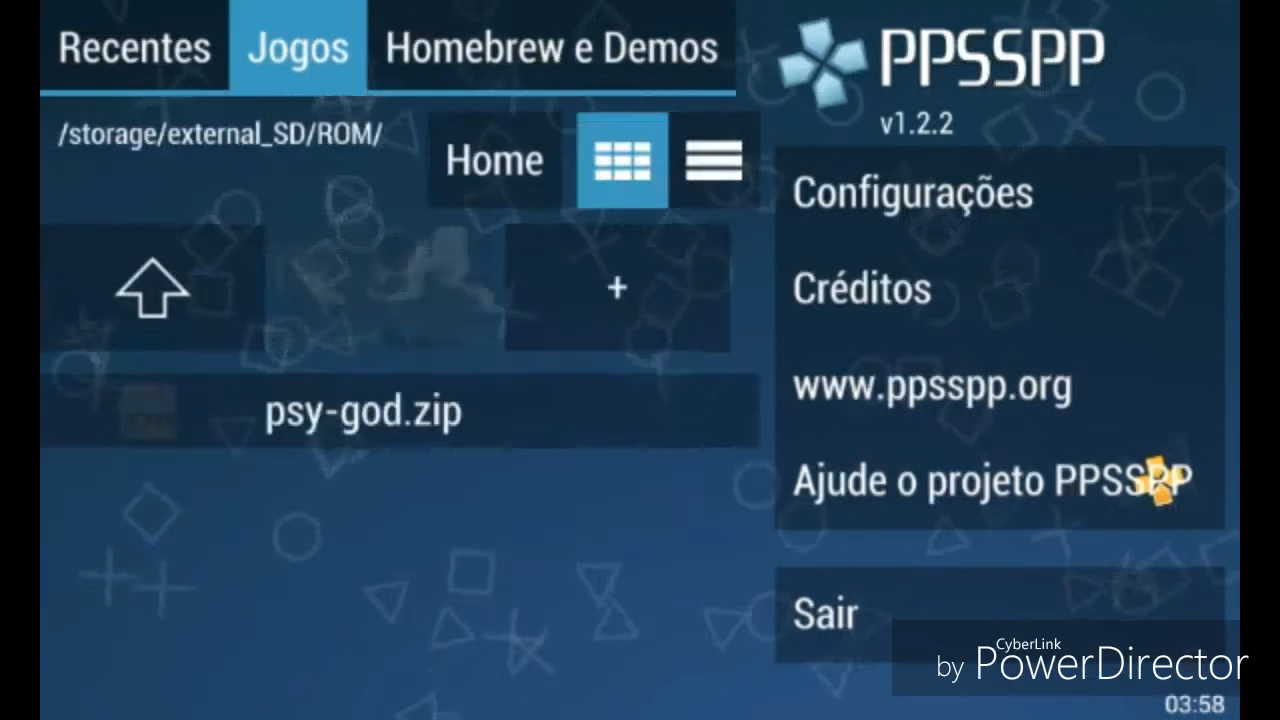 Recentes Jogos Homebrew e Demos
/storage/external_SD/ROM/
Home
+
psy-god.zip
PPSSPP
v1.2.2
Configurações
Créditos
www.ppsspp.org
Ajude o projeto PPSSPP
Sair
CyberLink
by PowerDirector
03:58